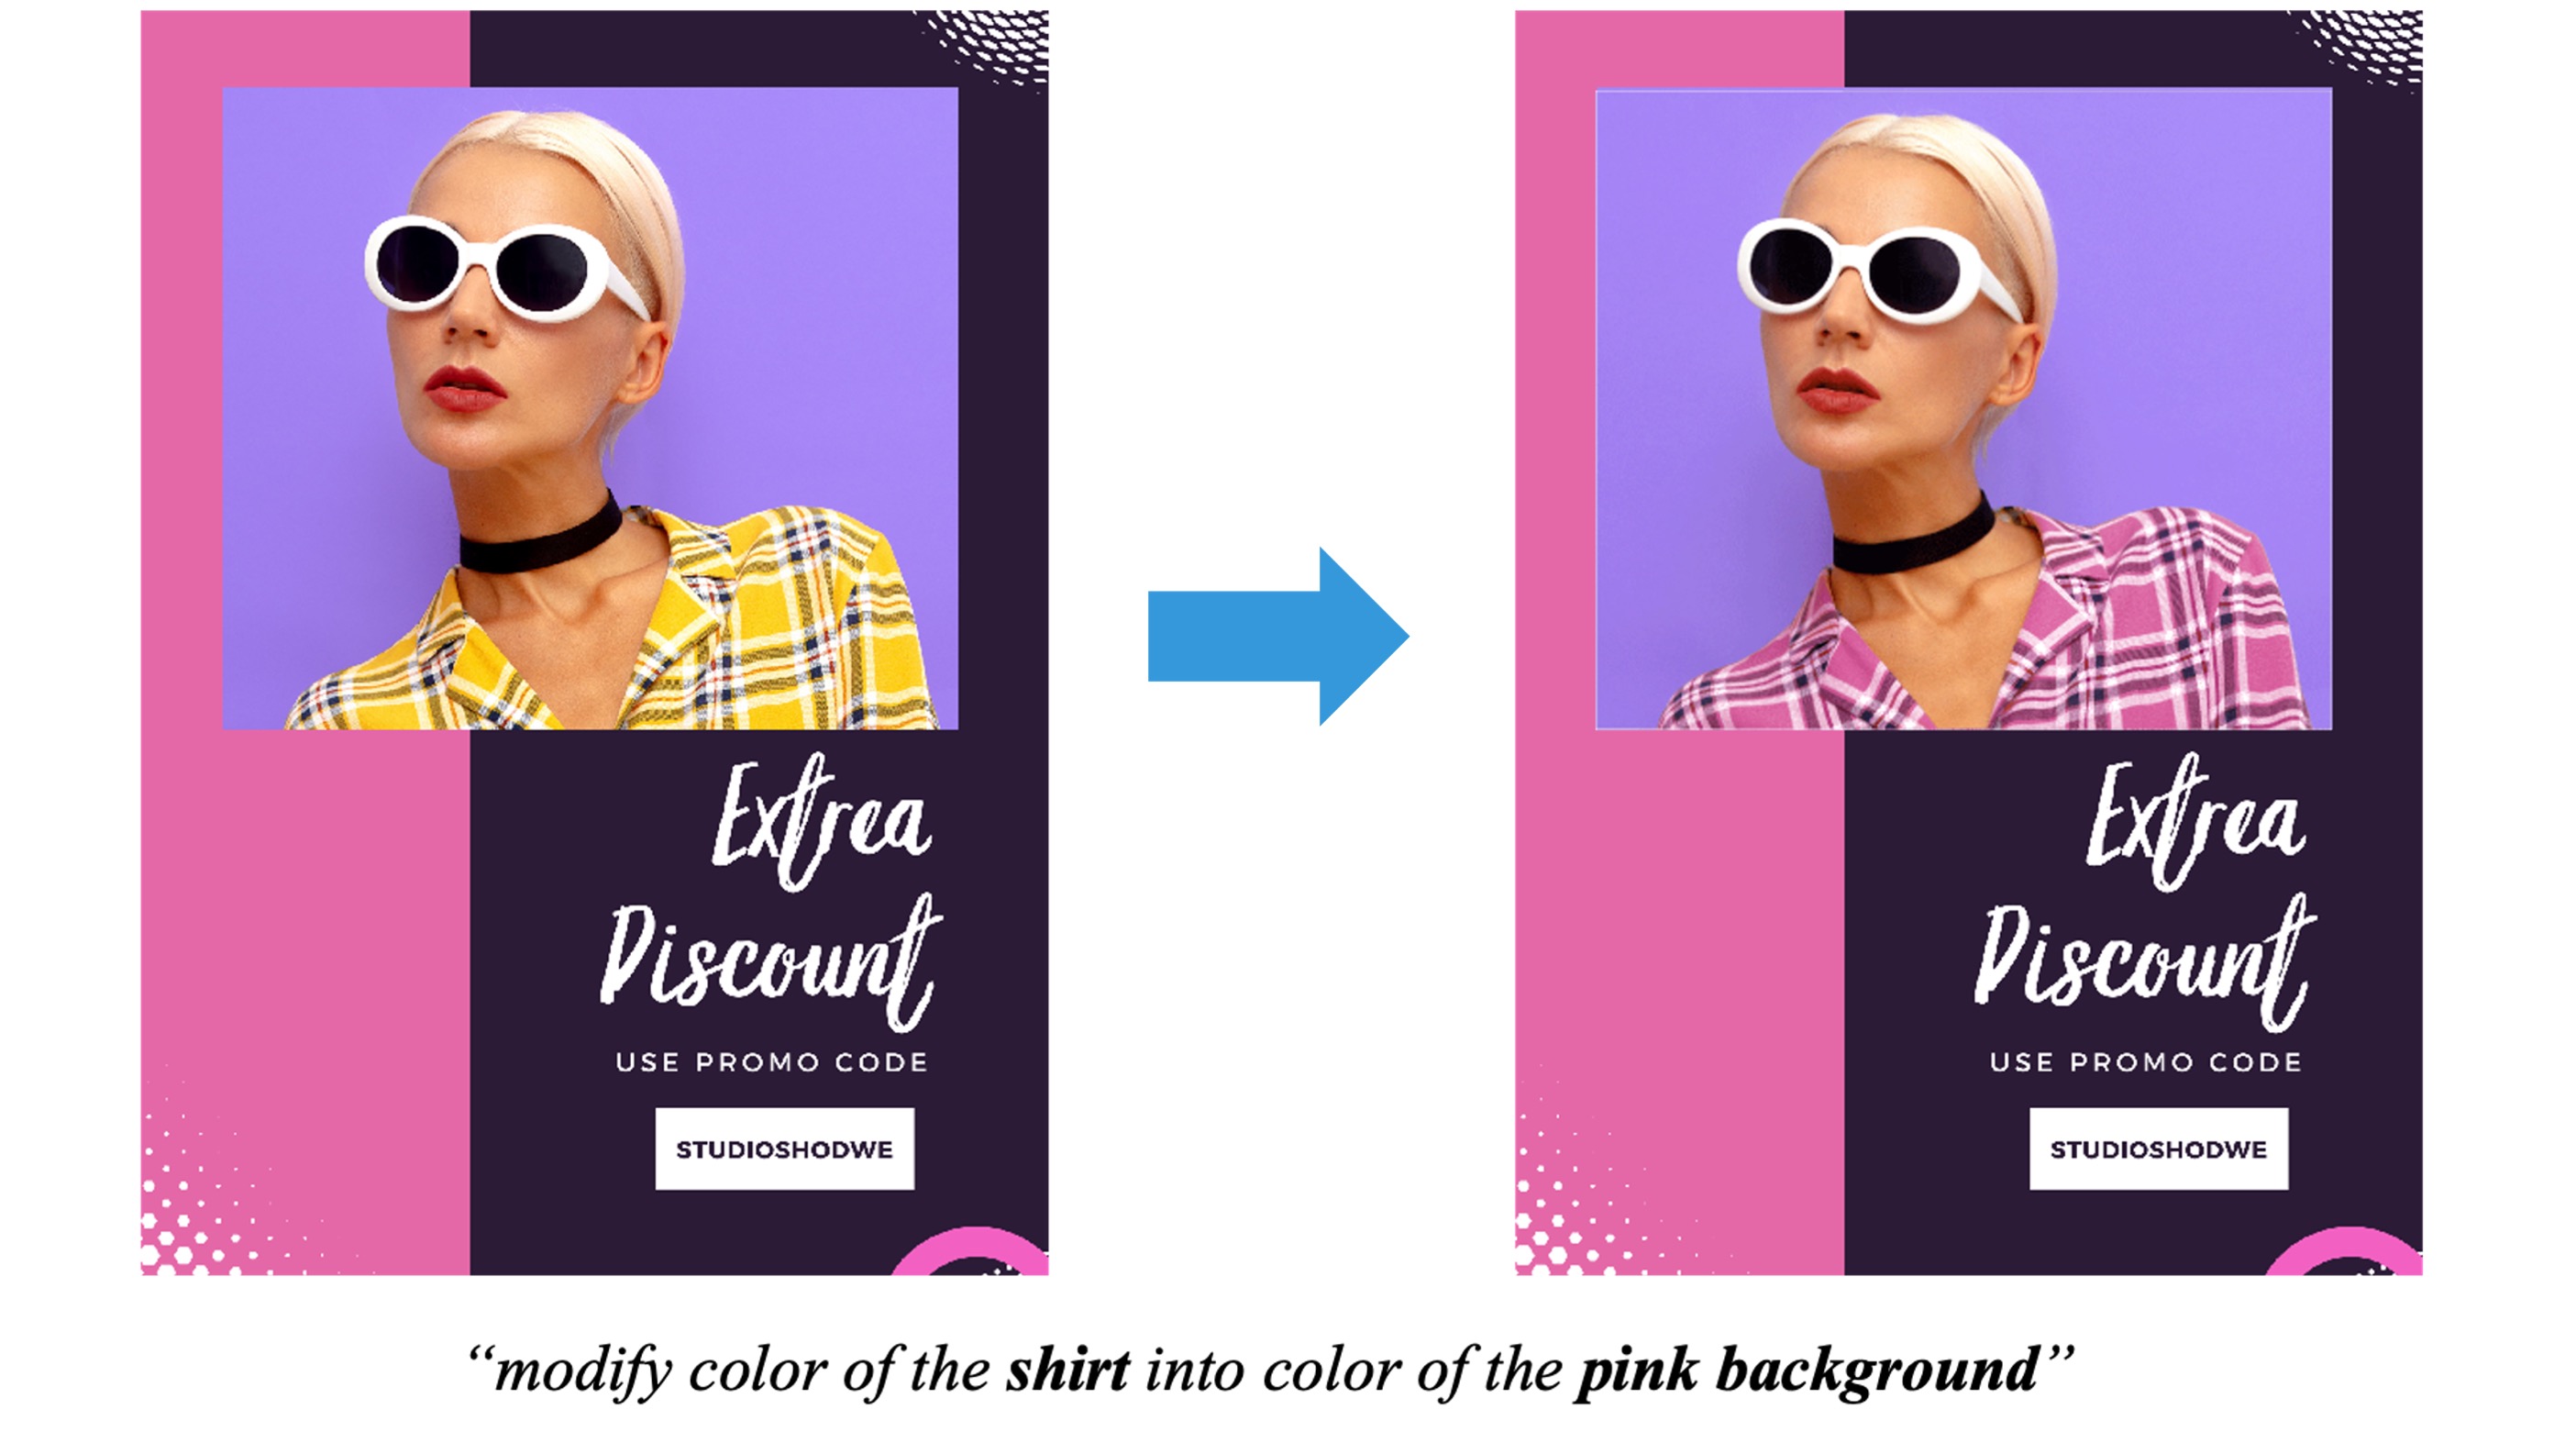 Extrea
Discount
USE PROMO CODE
STUDIOSHODWE
Extrea
Discount
USE PROMO CODE
STUDIOSHODWE
“modify color of the shirt into color of the pink background”